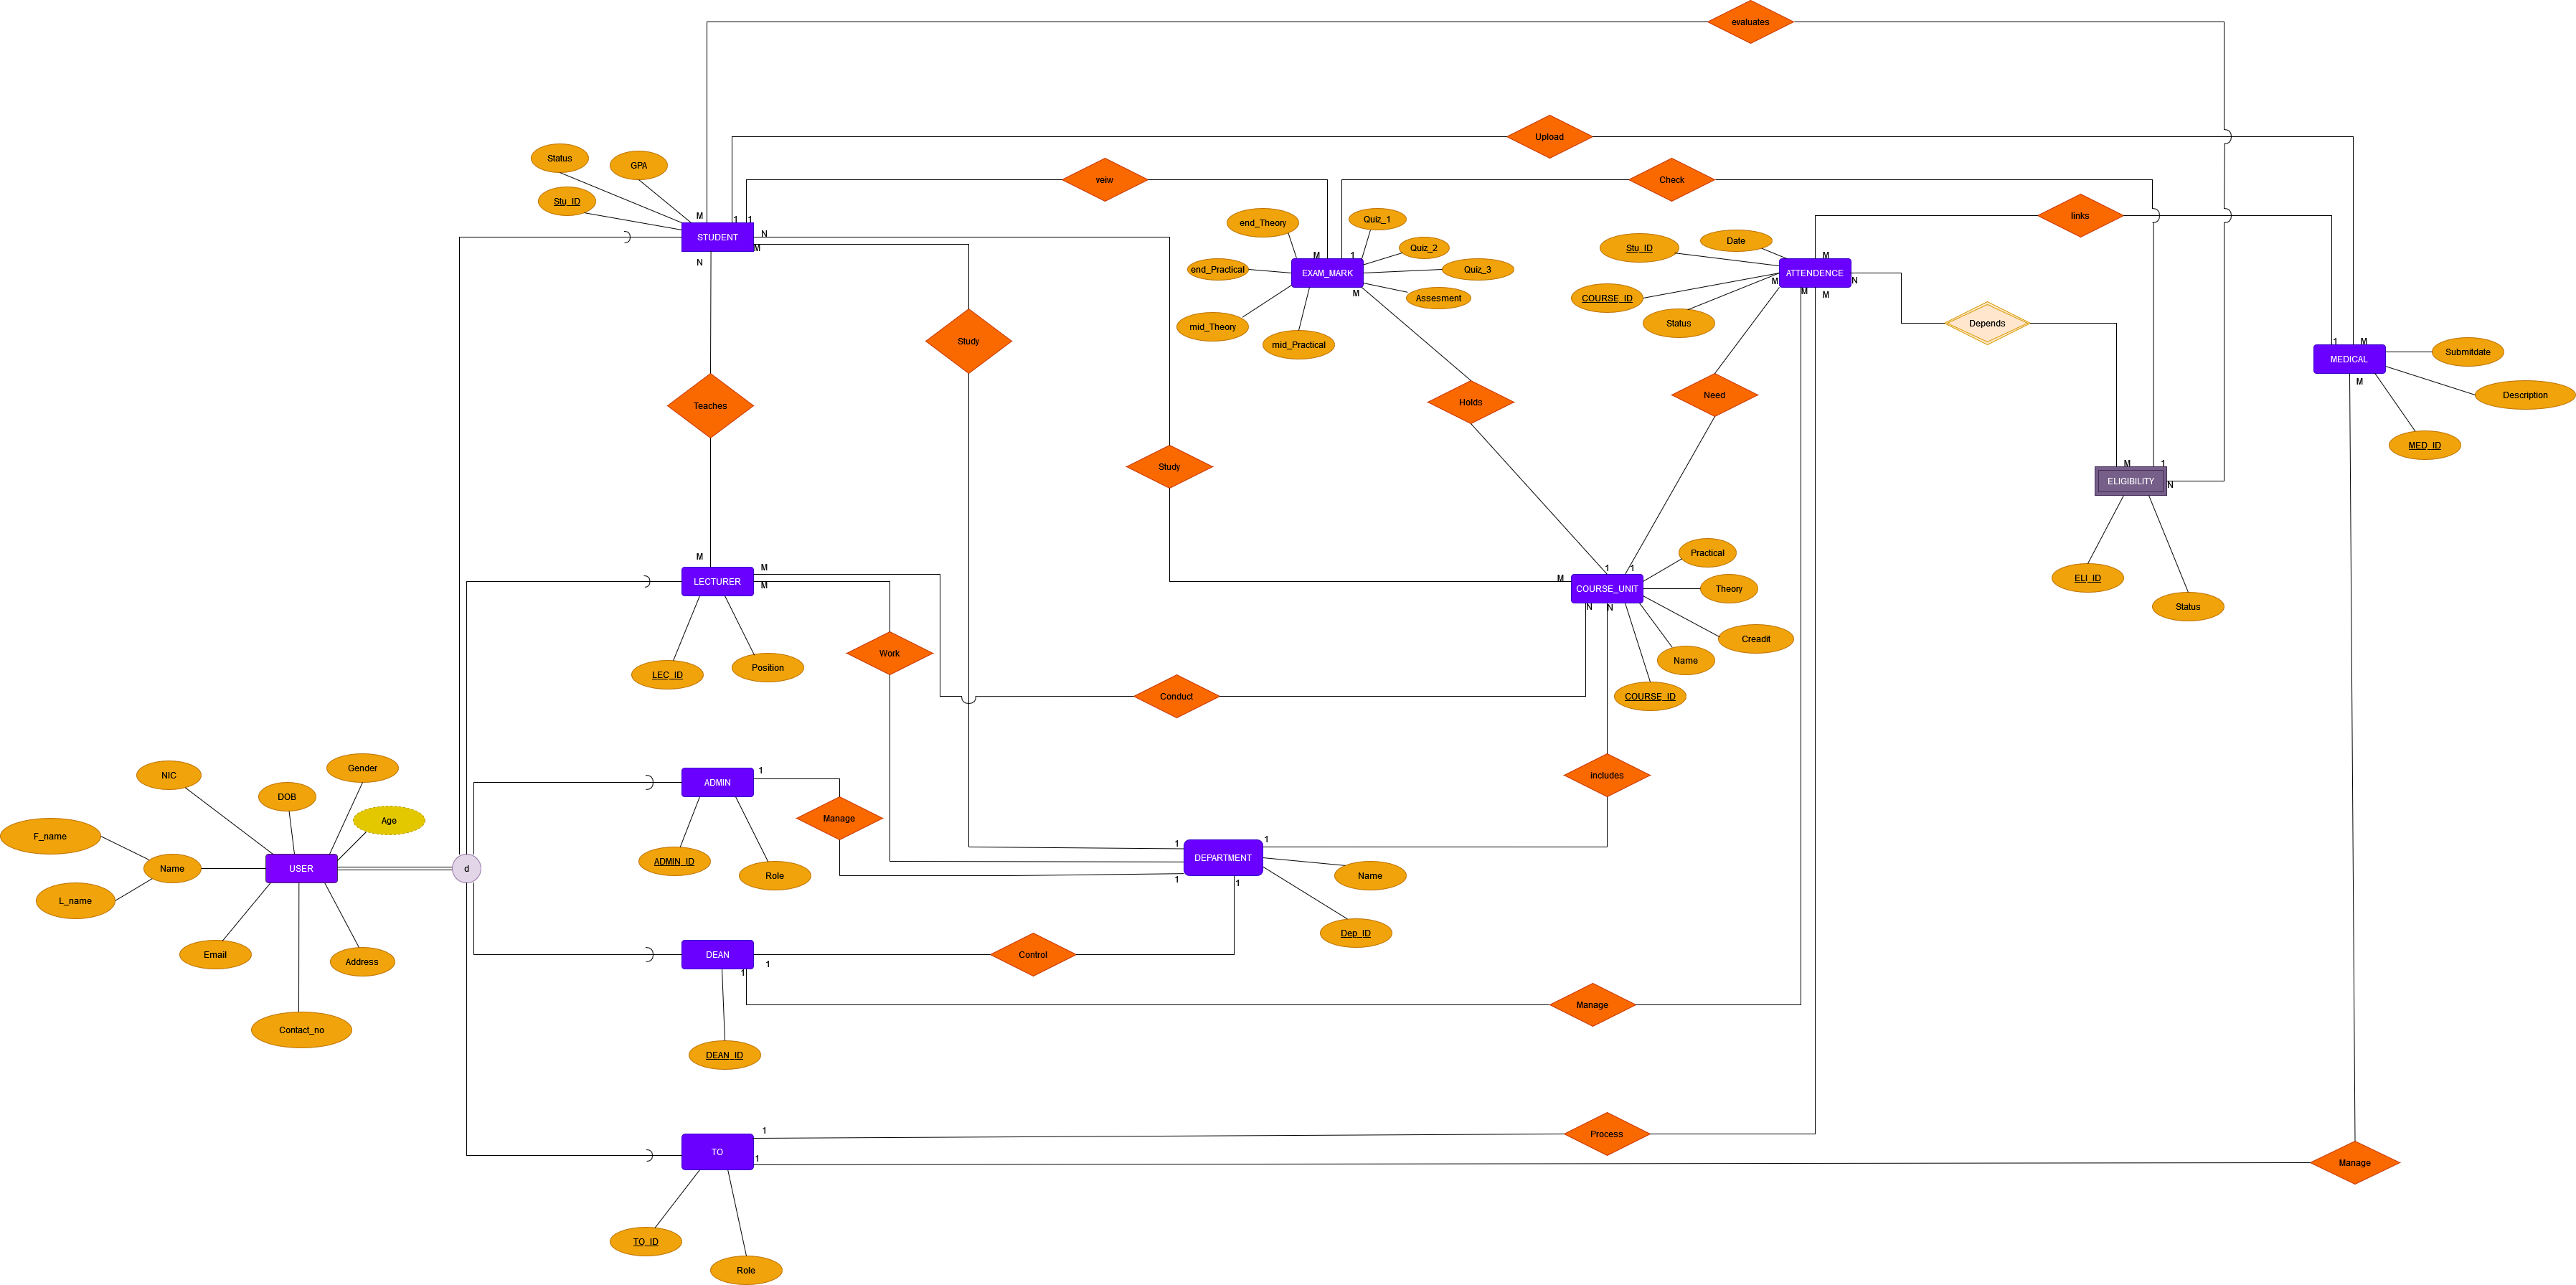 evaluates
Upload
Status
GPA
veiw
Check
Stu_ID
links
M
1
1
STUDENT
N
M
N
end_Theory
Quiz_1
Quiz_2
Quiz_3
end_Practical
M
1
EXAM_MARK
Assesment
M
mid_Theory
mid_Practical
Stu_ID
Date
M
ATTENDENCE
M
M
M
N
COURSE_ID
Status
Depends
1
M
MEDICAL
M
Submitdate
Description
MED_ID
Study
Teaches
Holds
Need
Study
M
1
ELIGIBILITY
N
ELI_ID
Status
M
LECTURER
M
M
LEC_ID
Position
Work
Conduct
1
1
M
COURSE_UNIT
N
N
Practical
Theory
Creadit
Name
COURSE_ID
includes
NIC
DOB
Gender
Age
F_name
Name
L_name
USER
d
Email
Address
Contact_no
ADMIN
1
Manage
ADMIN_ID
Role
1
1
DEPARTMENT
1
1
Name
Dep_ID
DEAN
1
1
Control
DEAN_ID
Manage
1
TO
1
Process
Manage
TO_ID
Role